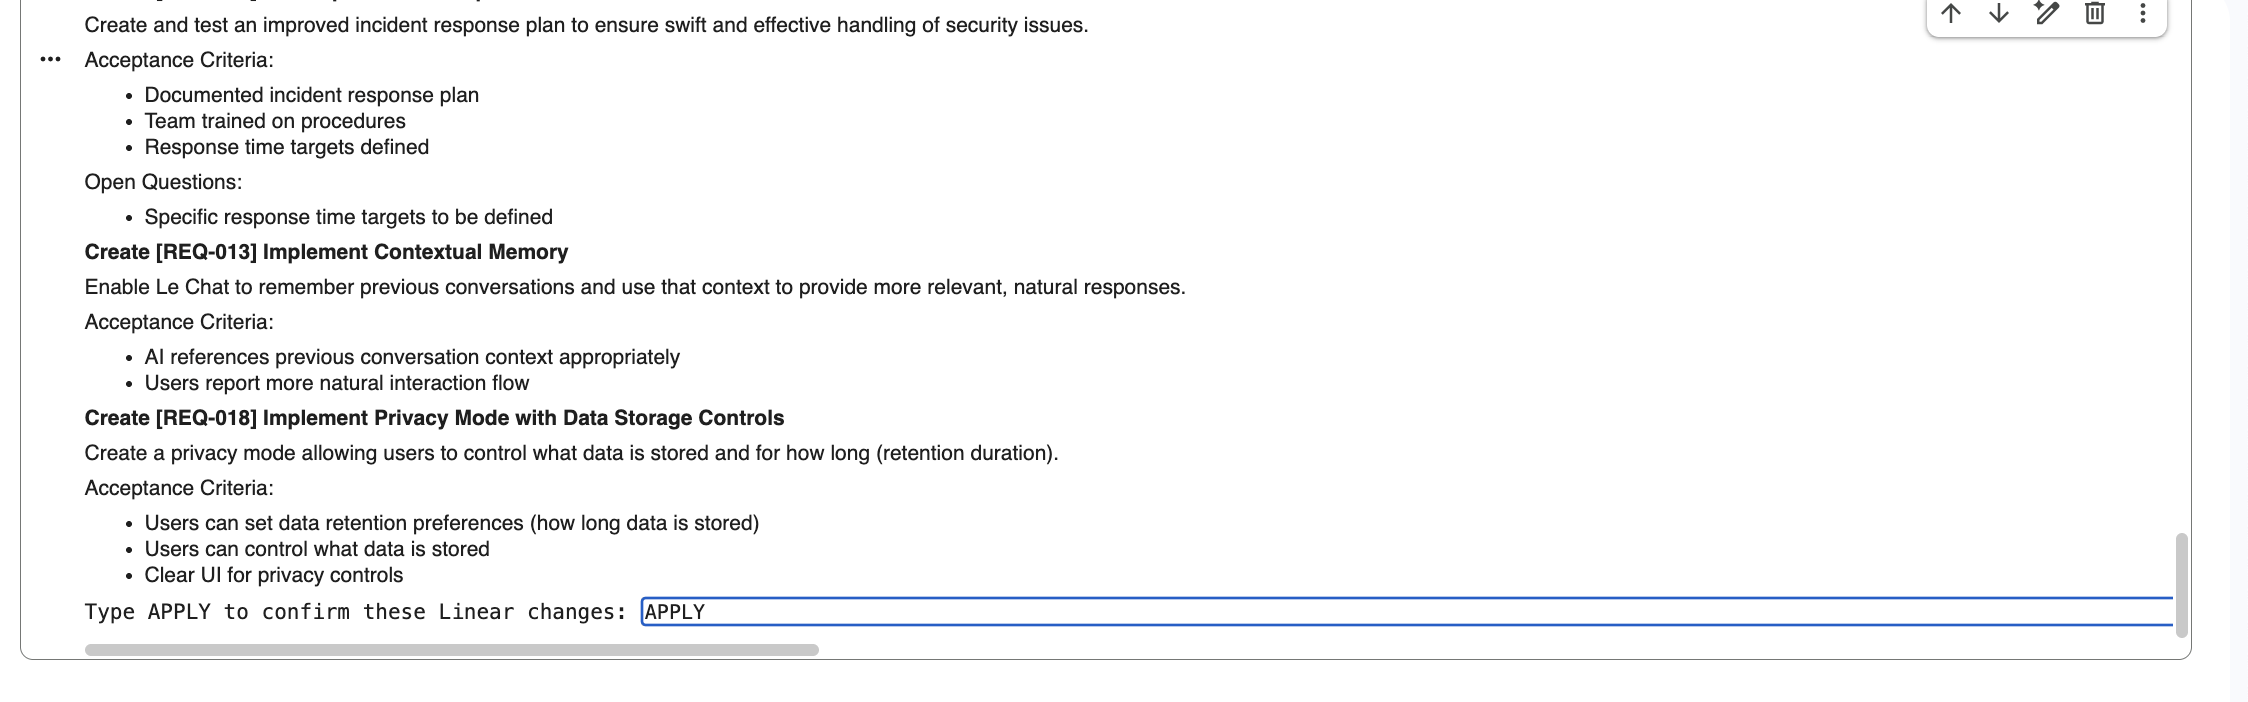 Create and test an improved incident response plan to ensure swift and effective handling of security issues.
Acceptance Criteria:
• Documented incident response plan
• Team trained on procedures
• Response time targets defined
Open Questions:
• Specific response time targets to be defined
Create [REQ-013] Implement Contextual Memory
Enable Le Chat to remember previous conversations and use that context to provide more relevant, natural responses.
Acceptance Criteria:
• AI references previous conversation context appropriately
• Users report more natural interaction flow
Create [REQ-018] Implement Privacy Mode with Data Storage Controls
Create a privacy mode allowing users to control what data is stored and for how long (retention duration).
Acceptance Criteria:
• Users can set data retention preferences (how long data is stored)
• Users can control what data is stored
• Clear UI for privacy controls
Type APPLY to confirm these Linear changes: APPLY